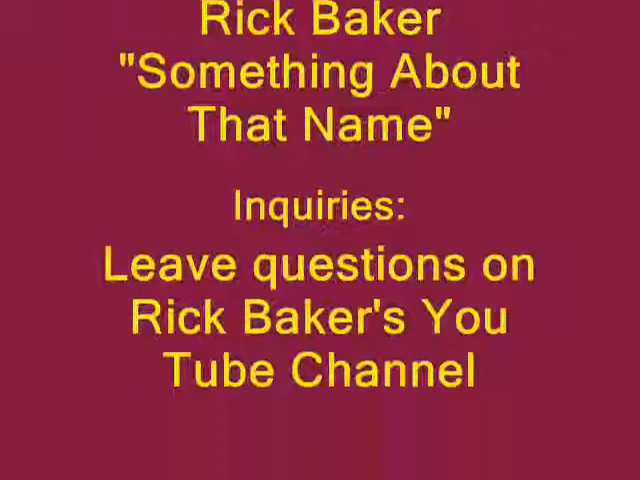 Rick Baker
"Something About
That Name"
Inquiries:
Leave questions on
Rick Baker's You
Tube Channel